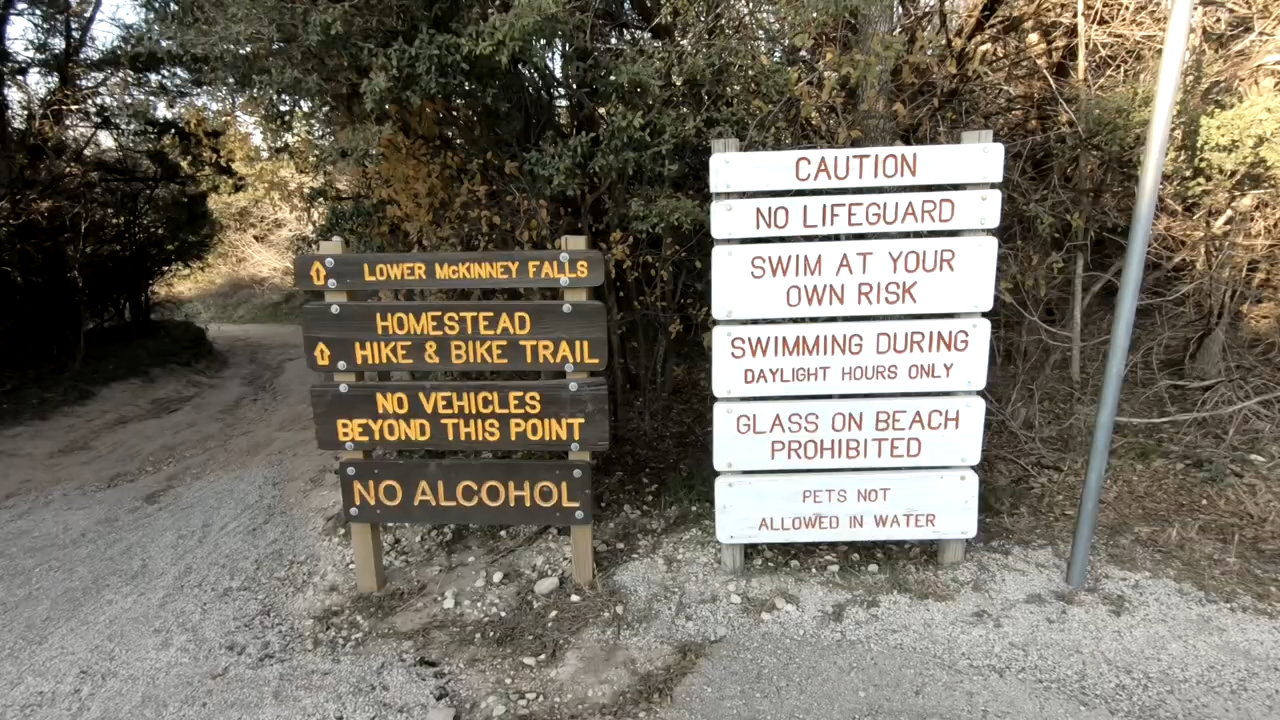 LOWER McKINNEY FALLS
HOMESTEAD
HIKE & BIKE TRAIL
NO VEHICLES
BEYOND THIS POINT
NO ALCOHOL
CAUTION
NO LIFEGUARD
SWIM AT YOUR
OWN RISK
SWIMMING DURING
DAYLIGHT HOURS ONLY
GLASS ON BEACH
PROHIBITED
PETS NOT
ALLOWED IN WATER